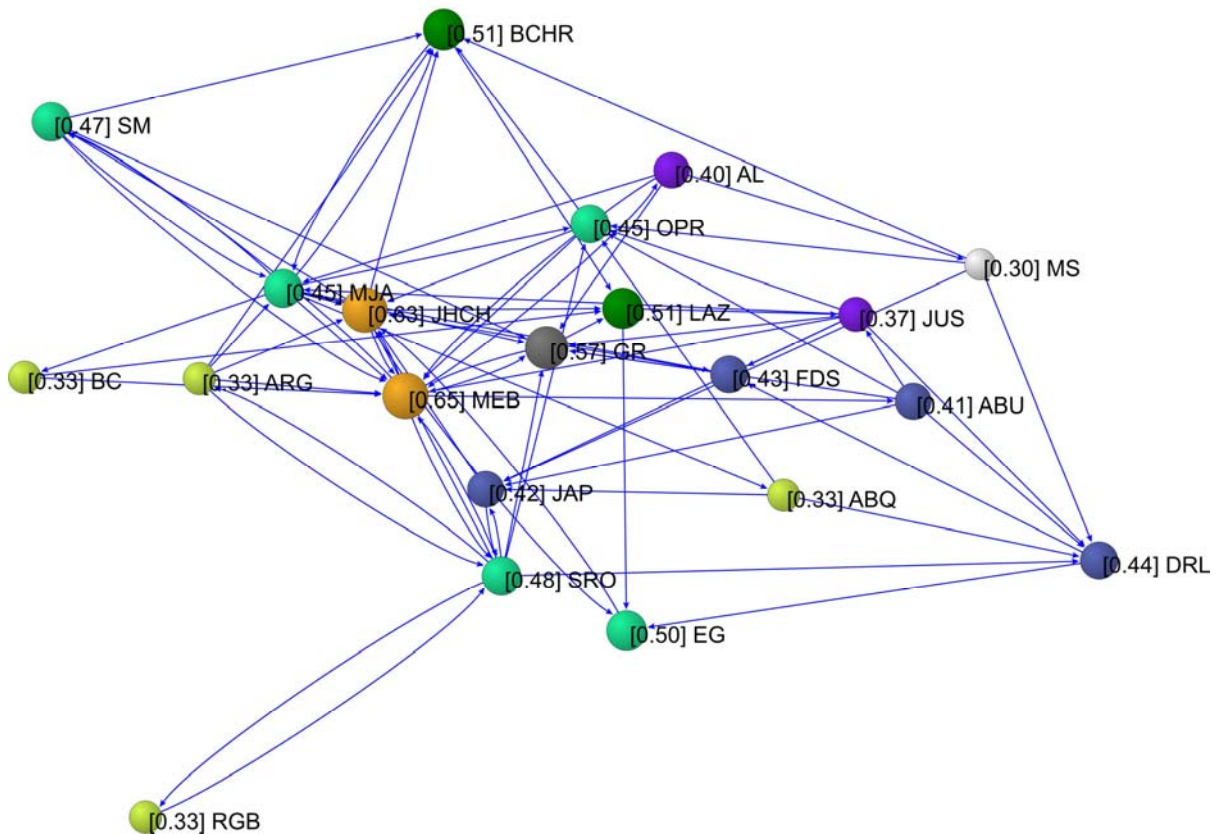 [0.51] BCHR
[0.47] SM
[0.40] AL
[0.45] OPR
[0.30] MS
[0.45] MJA
[0.63] JHCH
[0.51] LAZ
[0.37] JUS
[0.57] GR
[0.33] BC
[0.33] ARG
[0.65] MEB
[0.43] FDS
[0.41] ABU
[0.42] JAP
[0.33] ABQ
[0.48] SRO
[0.44] DRL
[0.50] EG
[0.33] RGB